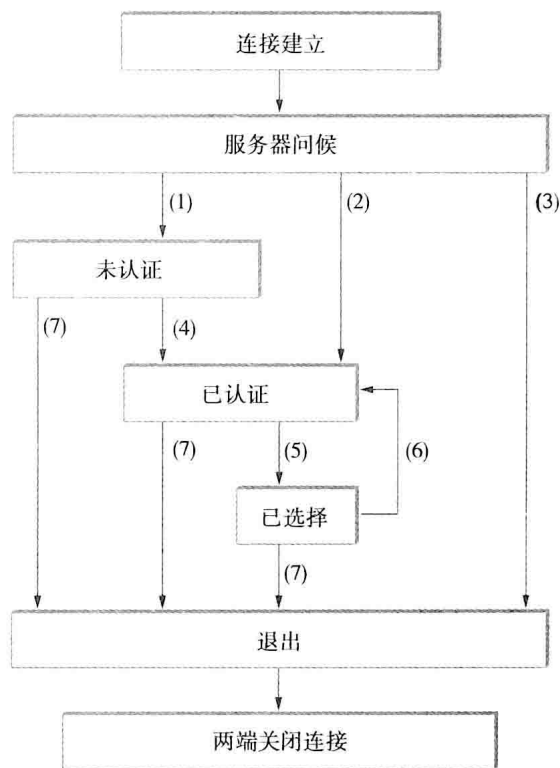 连接建立
服务器问候
(1)
(2)
(3)
未认证
(7)
(4)
已认证
(7)
(5)
(6)
已选择
(7)
退出
两端关闭连接